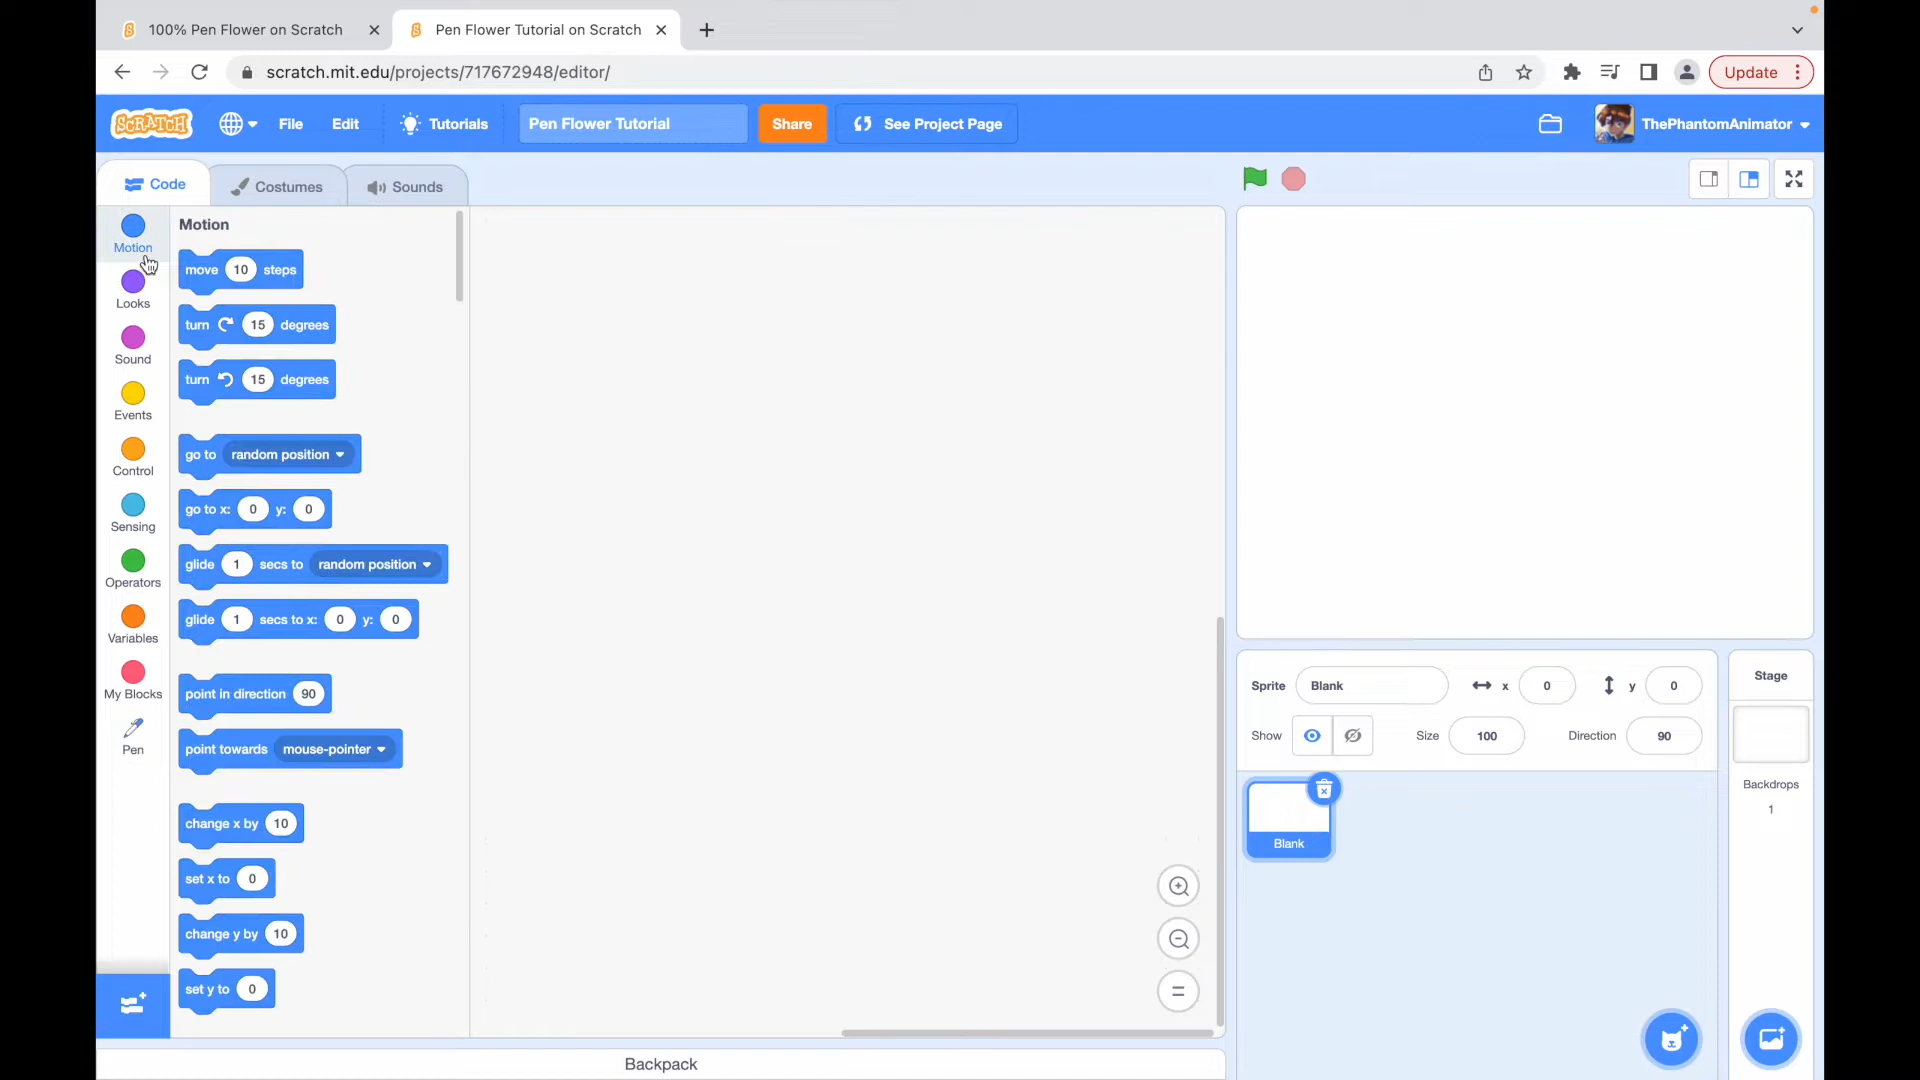 100% Pen Flower on Scratch
Pen Flower Tutorial on Scratch
scratch.mit.edu/projects/717672948/editor/
Update
SCRATCH
File
Edit
Tutorials
Pen Flower Tutorial
Share
See Project Page
ThePhantomAnimator
Code
Costumes
Sounds
Motion
Looks
Sound
Events
Control
Sensing
Operators
Variables
My Blocks
Pen
Motion
move 10 steps
turn 15 degrees
turn 15 degrees
go to random position
go to x: 0 y: 0
glide 1 secs to random position
glide 1 secs to x: 0 y: 0
point in direction 90
point towards mouse-pointer
change x by 10
set x to 0
change y by 10
set y to 0
Backpack
Sprite Blank x 0 y 0
Show Size 100 Direction 90
Blank
Stage
Backdrops
1